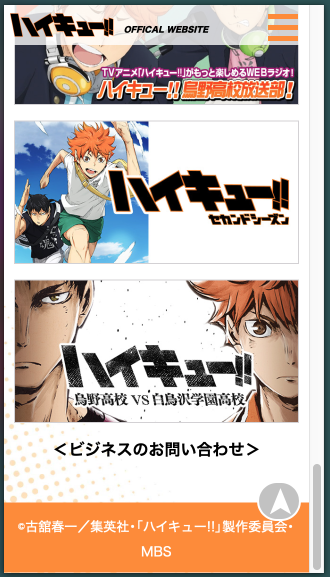 ハイキュー!! OFFICAL WEBSITE
TVアニメ「ハイキュー!!」がもっと楽しめるWEBラジオ!
ハイキュー!! 烏野高校放送部!
ハイキュー!!
セカンドシーズン
ハイキュー!!
烏野高校 VS 白鳥沢学園高校
＜ビジネスのお問い合わせ＞
©古舘春一／集英社・「ハイキュー!!」製作委員会・
MBS